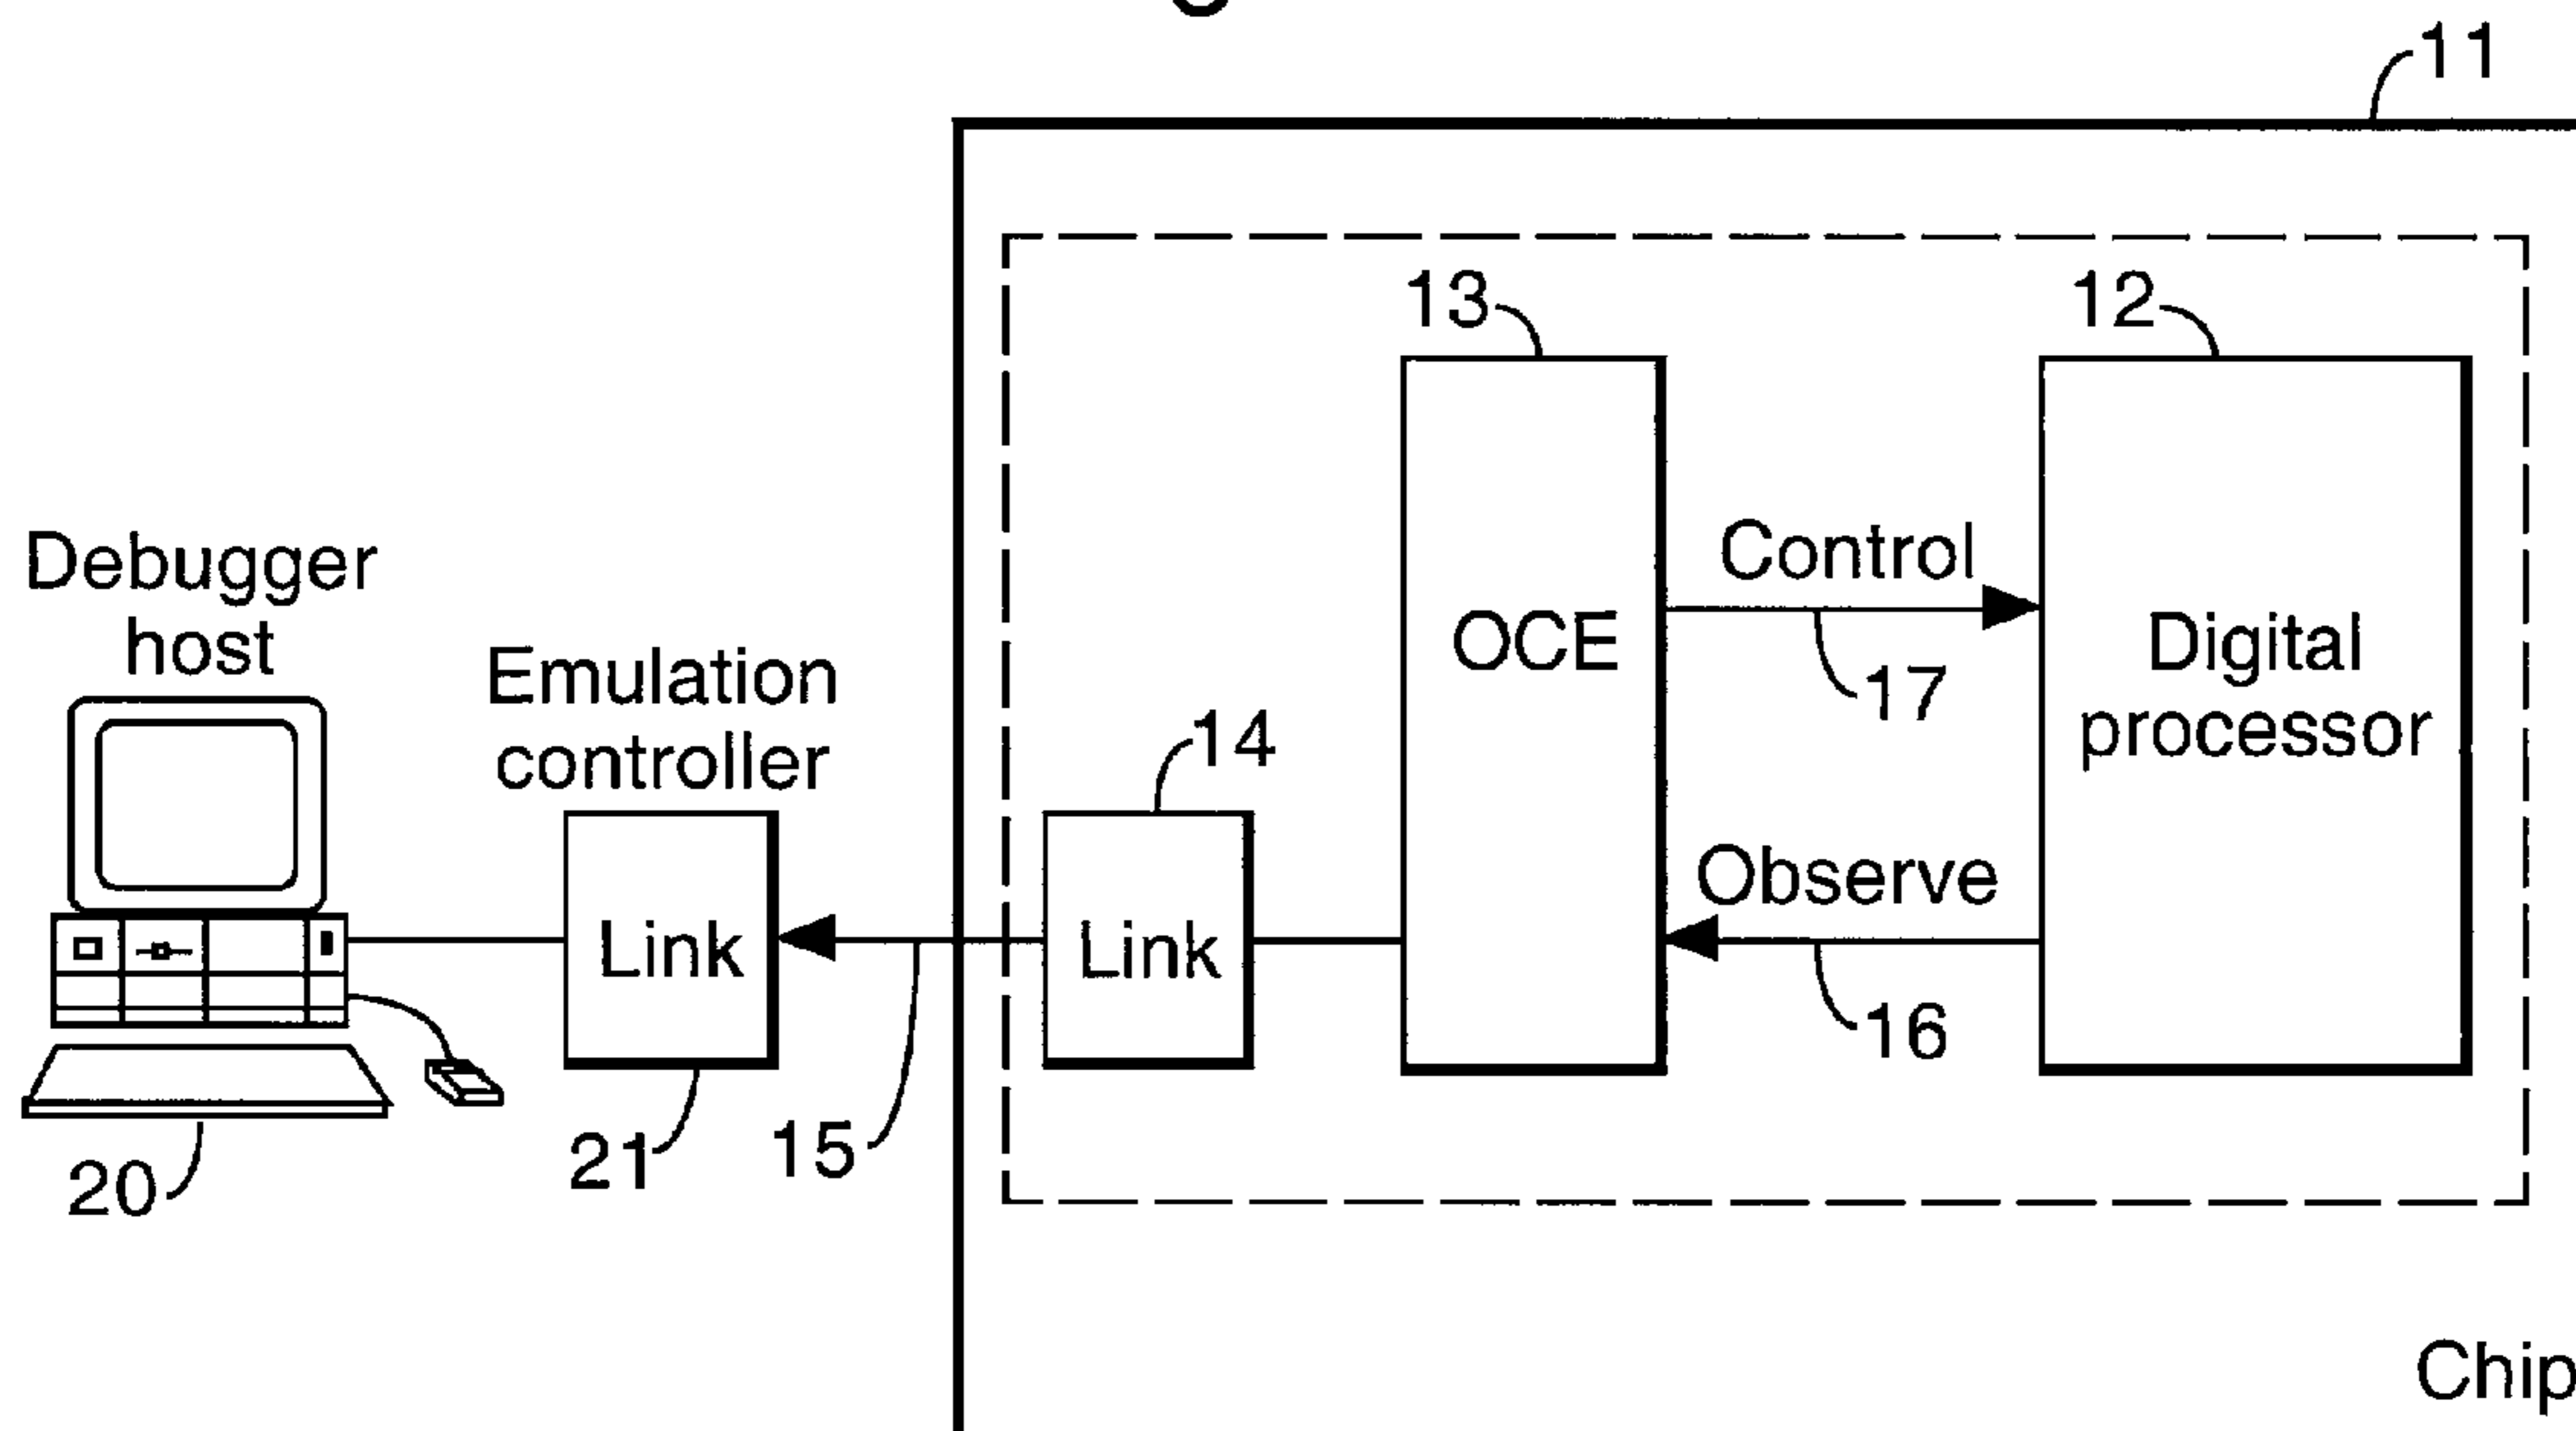 11
13
12
Debugger
host
Emulation
controller
Control
OCE
Digital
processor
17
14
Observe
Link
Link
16
21
15
20
Chip